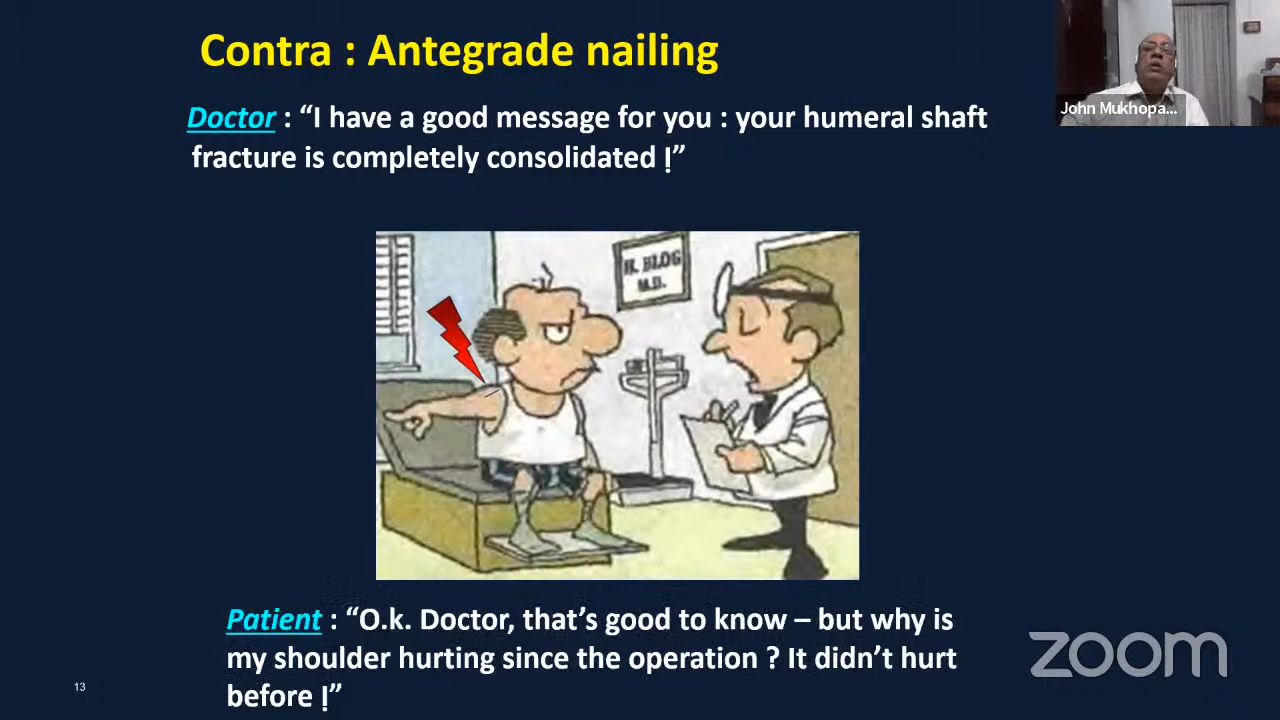 Contra : Antegrade nailing
John Mukhopa...
Doctor : “I have a good message for you : your humeral shaft
fracture is completely consolidated !”
H. BLOG
M.D.
Patient : “O.k. Doctor, that’s good to know – but why is
my shoulder hurting since the operation ? It didn’t hurt
before !”
zoom
13